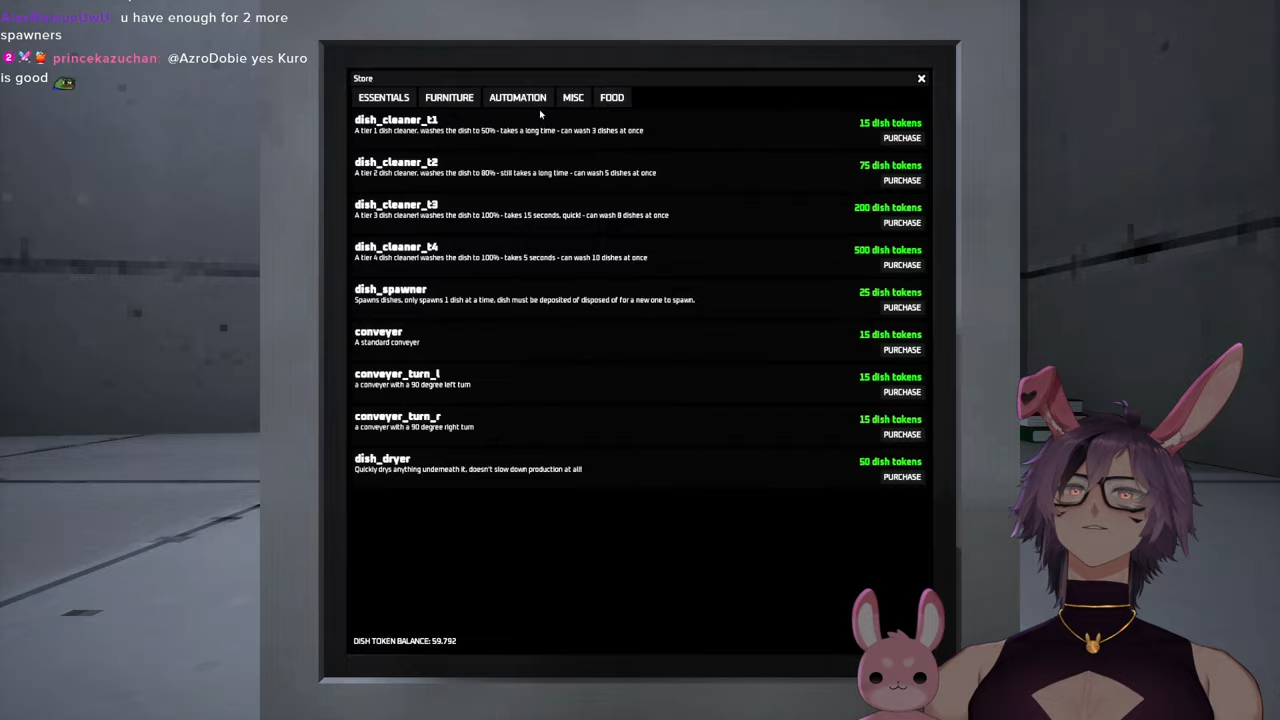 AlexMakupUwU u have enough for 2 more
spawners
2 princekazuchan: @AzroDobie yes Kuro
is good
Store
ESSENTIALS FURNITURE AUTOMATION MISC FOOD
dish_cleaner_t1
A tier 1 dish cleaner. washes the dish to 50% - takes a long time - can wash 3 dishes at once
15 dish tokens
PURCHASE
dish_cleaner_t2
A tier 2 dish cleaner. washes the dish to 80% - still takes a long time - can wash 5 dishes at once
75 dish tokens
PURCHASE
dish_cleaner_t3
A tier 3 dish cleaner! washes the dish to 100% - takes 15 seconds, quick! - can wash 8 dishes at once
200 dish tokens
PURCHASE
dish_cleaner_t4
A tier 4 dish cleaner! washes the dish to 100% - takes 5 seconds - can wash 10 dishes at once
500 dish tokens
PURCHASE
dish_spawner
Spawns dishes, only spawns 1 dish at a time, dish must be deposited of disposed of for a new one to spawn.
25 dish tokens
PURCHASE
conveyer
A standard conveyer
15 dish tokens
PURCHASE
conveyer_turn_l
a conveyer with a 90 degree left turn
15 dish tokens
PURCHASE
conveyer_turn_r
a conveyer with a 90 degree right turn
15 dish tokens
PURCHASE
dish_dryer
Quickly drys anything underneath it, doesn't slow down production at all!
50 dish tokens
PURCHASE
DISH TOKEN BALANCE: 59.792